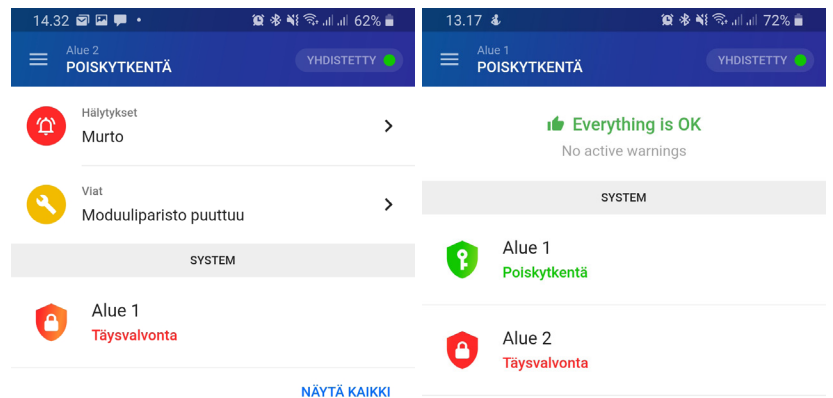 14.32
62%
Alue 2
POISKYTKENTÄ
YHDISTETTY
Hälytykset
Murto
Viat
Moduuliparisto puuttuu
SYSTEM
Alue 1
Täysvalvonta
NÄYTÄ KAIKKI
13.17
72%
Alue 1
POISKYTKENTÄ
YHDISTETTY
Everything is OK
No active warnings
SYSTEM
Alue 1
Poiskytkentä
Alue 2
Täysvalvonta